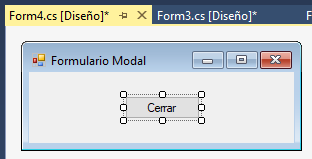 Form4.cs [Diseño]* Form3.cs [Diseño]*
Formulario Modal
Cerrar